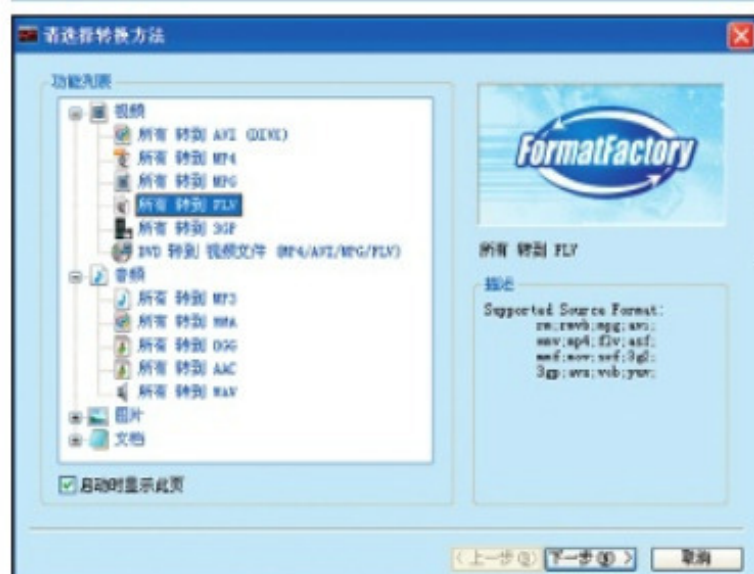 请选择转换方法
功能列表
视频
所有 转到 AVI (DIVX)
所有 转到 MP4
所有 转到 MPG
所有 转到 FLV
所有 转到 3GP
DVD 转到 视频文件 (MP4/AVI/MPG/FLV)
音频
所有 转到 MP3
所有 转到 WMA
所有 转到 OGG
所有 转到 AAC
所有 转到 WAV
图片
文档
启动时显示此页
FormatFactory
所有 转到 FLV
描述
Supported Source Format:
rm;rmvb;mpg;avi;
wmv;mp4;flv;asf;
mov;swf;3g2;
3gp;
上一步
下一步
取消